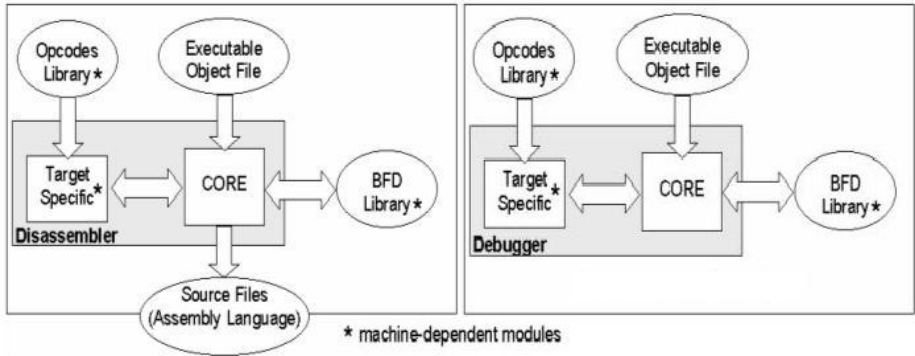 Opcodes
Library*
Executable
Object File
Target
Specific*
CORE
BFD
Library*
Disassembler
Source Files
(Assembly Language)
Opcodes
Library*
Executable
Object File
Target
Specific*
CORE
BFD
Library*
Debugger
* machine-dependent modules